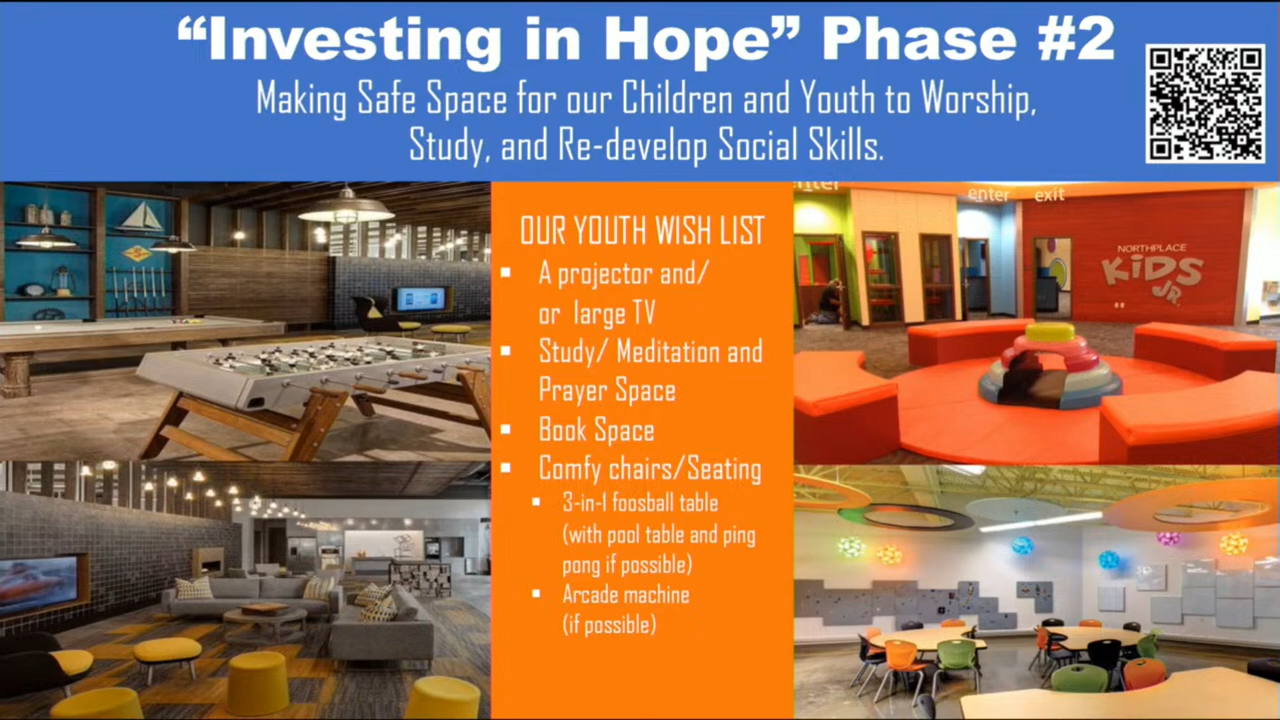 “Investing in Hope” Phase #2
Making Safe Space for our Children and Youth to Worship,
Study, and Re-develop Social Skills.
OUR YOUTH WISH LIST
▪ A projector and/
or large TV
▪ Study/ Meditation and
Prayer Space
▪ Book Space
▪ Comfy chairs/Seating
▪ 3-in-1 foosball table
(with pool table and ping
pong if possible)
▪ Arcade machine
(if possible)
enter exit
NORTHPLACE
KiDS
JR.